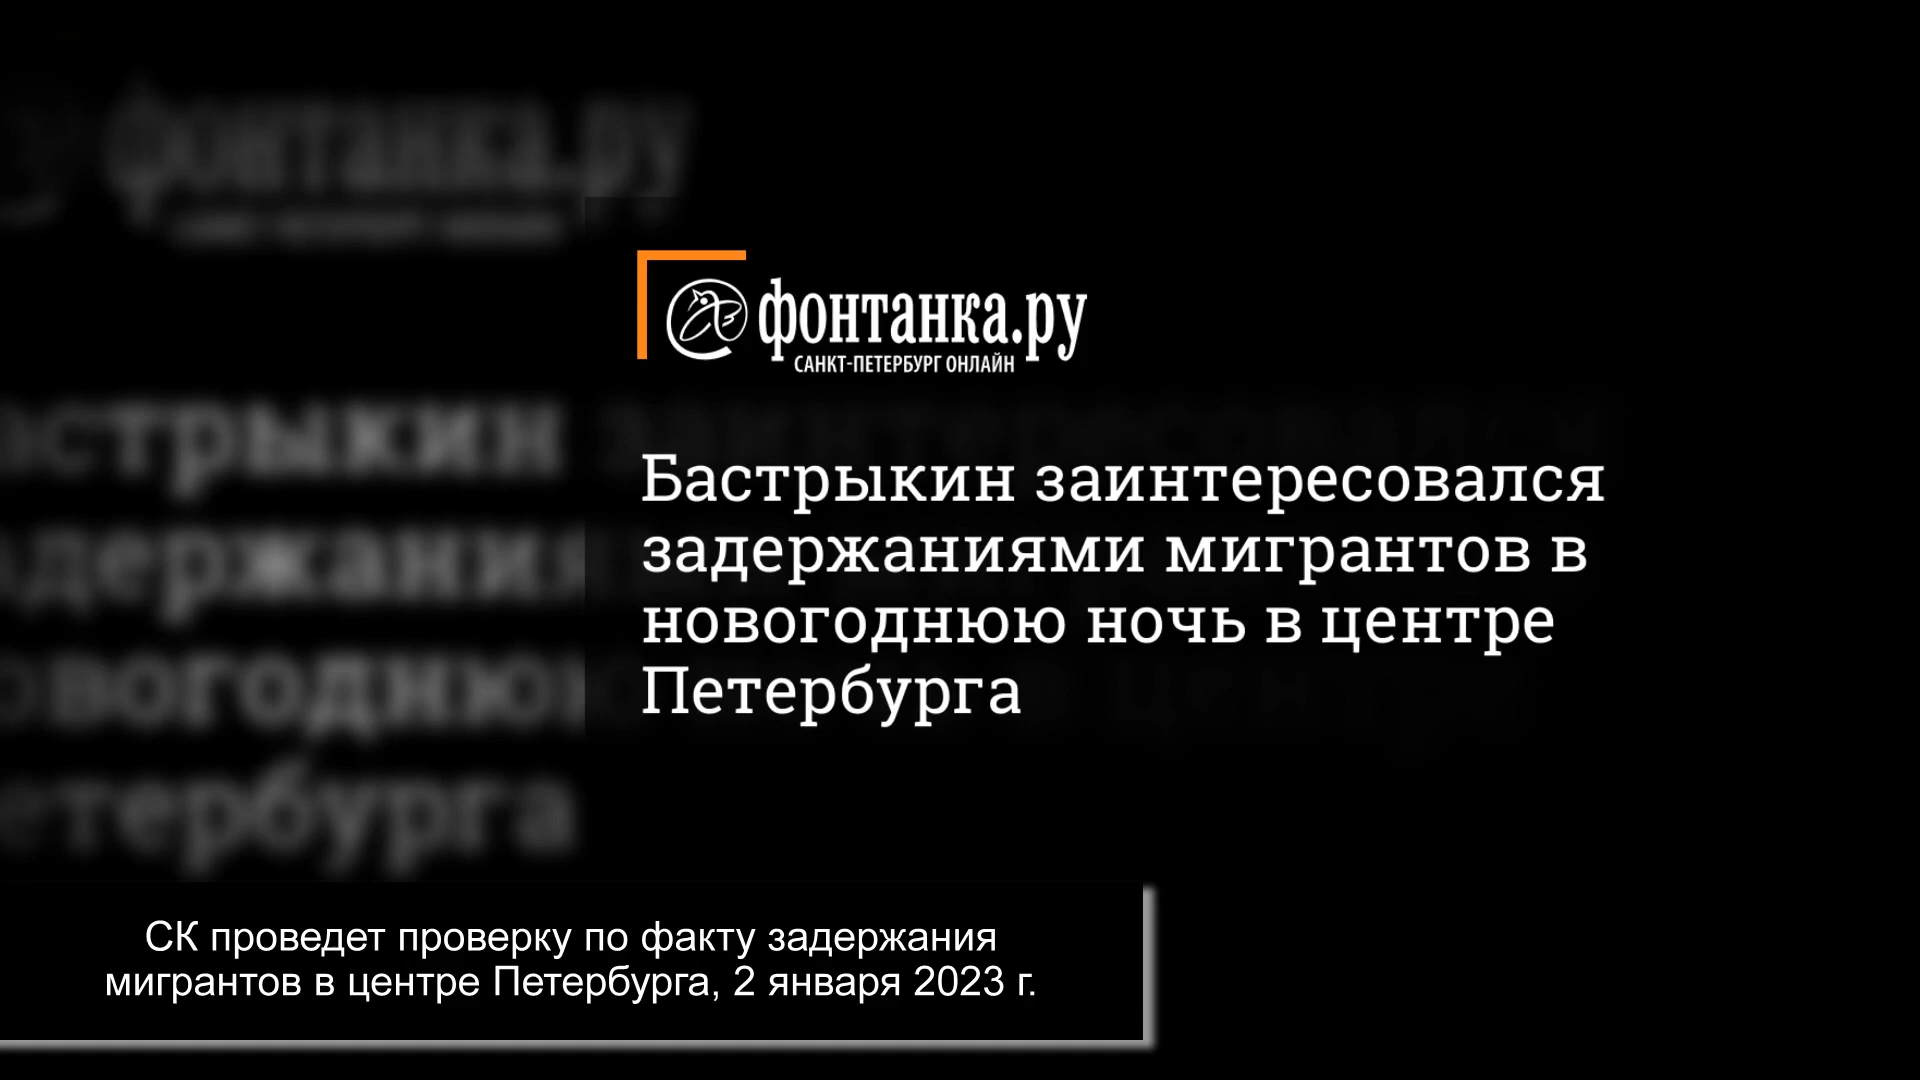 фонтанка.ру
САНКТ-ПЕТЕРБУРГ ОНЛАЙН
Бастрыкин заинтересовался
задержаниями мигрантов в
новогоднюю ночь в центре
Петербурга
СК проведет проверку по факту задержания
мигрантов в центре Петербурга, 2 января 2023 г.